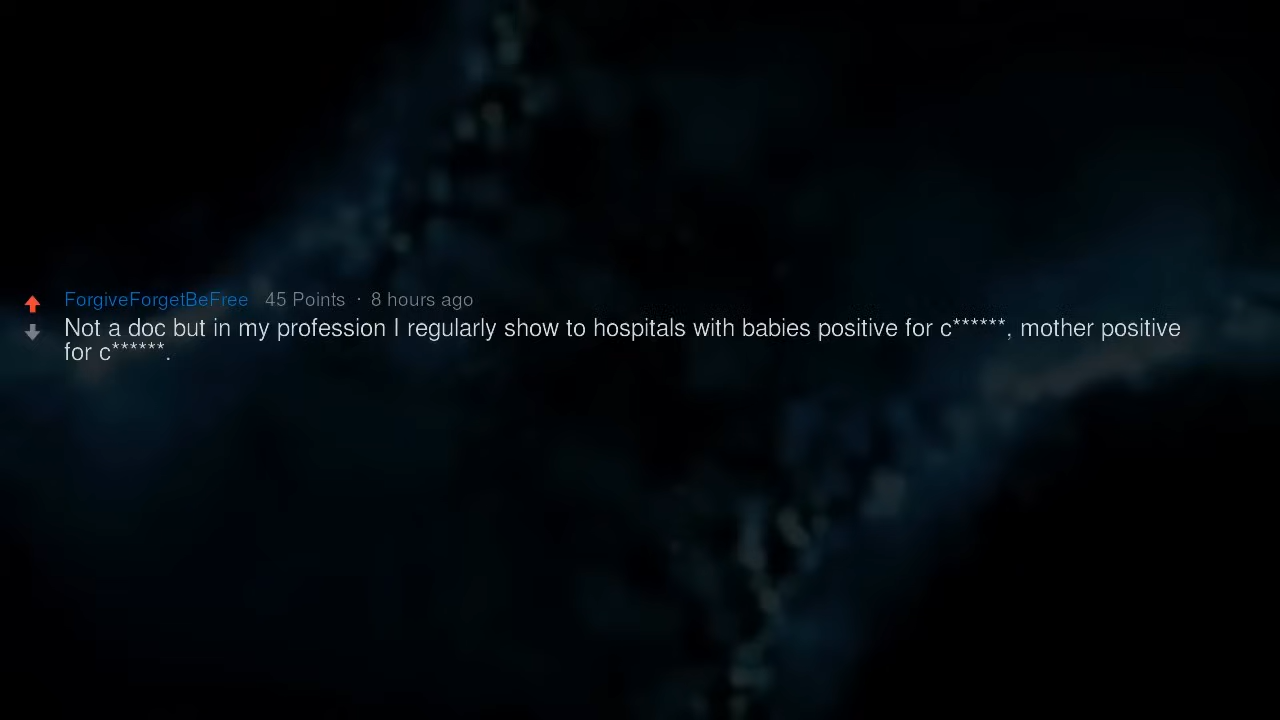 ForgiveForgetBeFree 45 Points · 8 hours ago
Not a doc but in my profession I regularly show to hospitals with babies positive for c******, mother positive
for c******.